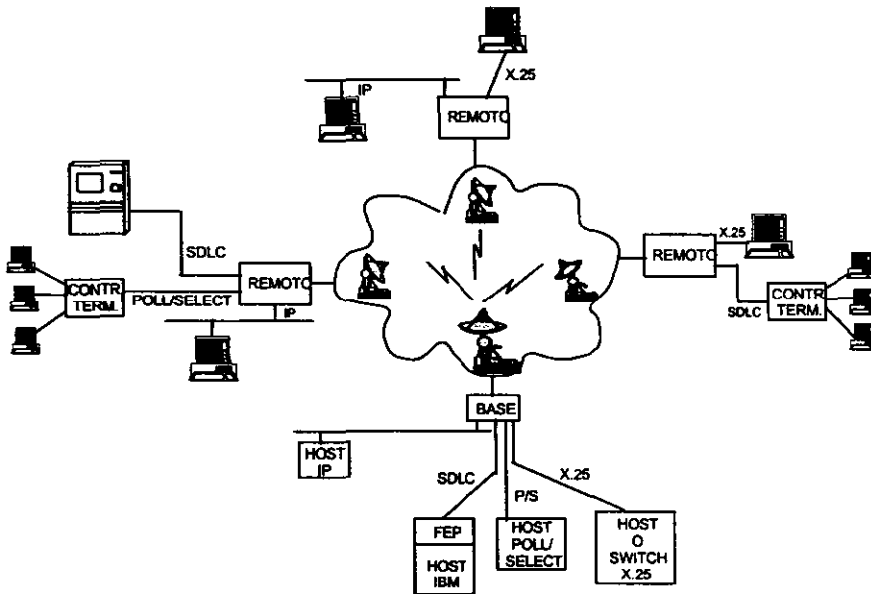 X.25
IP
REMOTO
SDLC
X.25
REMOTO
REMOTO
CONTR.
TERM.
POLL/SELECT
IP
SDLC
CONTR
TERM.
BASE
HOST
IP
SDLC
X.25
P/S
FEP
HOST
IBM
HOST
POLL/
SELECT
HOST
O
SWITCH
X.25